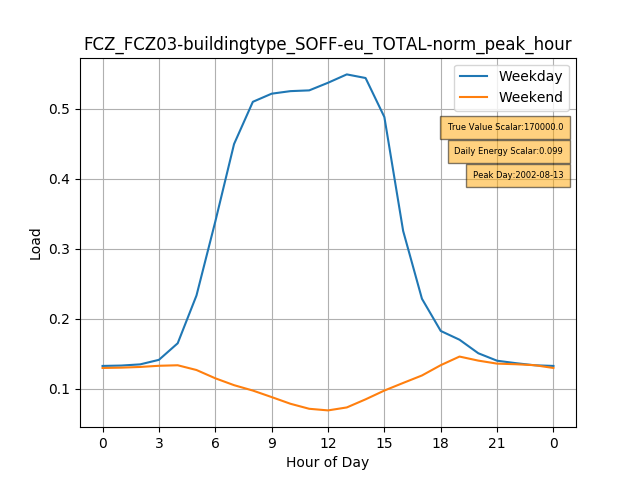 FCZ_FCZ03-buildingtype_SOFF-eu_TOTAL-norm_peak_hour
Weekday
Weekend
True Value Scalar:170000.0
Daily Energy Scalar:0.099
Peak Day:2002-08-13
0.5
0.4
0.3
0.2
0.1
Load
0 3 6 9 12 15 18 21 0
Hour of Day